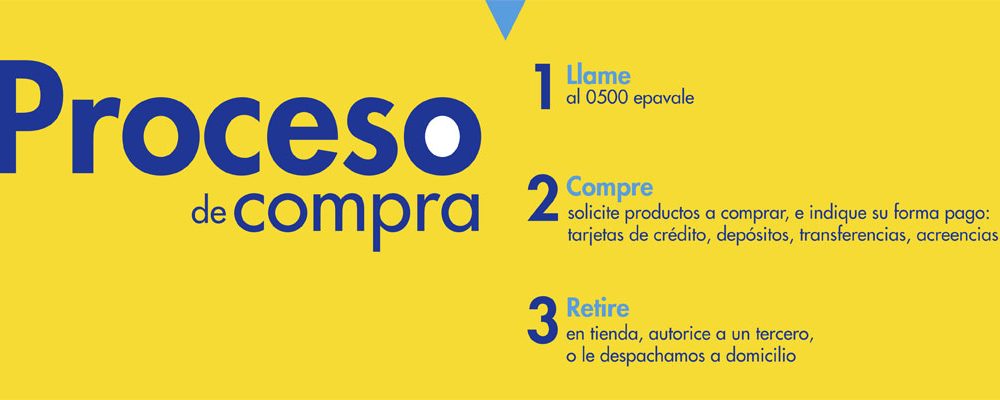 Proceso
de compra
1 Llame
al 0500 epavale
2 Compre
solicite productos a comprar, e indique su forma pago:
tarjetas de crédito, depósitos, transferencias, acreencias
3 Retire
en tienda, autorice a un tercero,
o le despachamos a domicilio